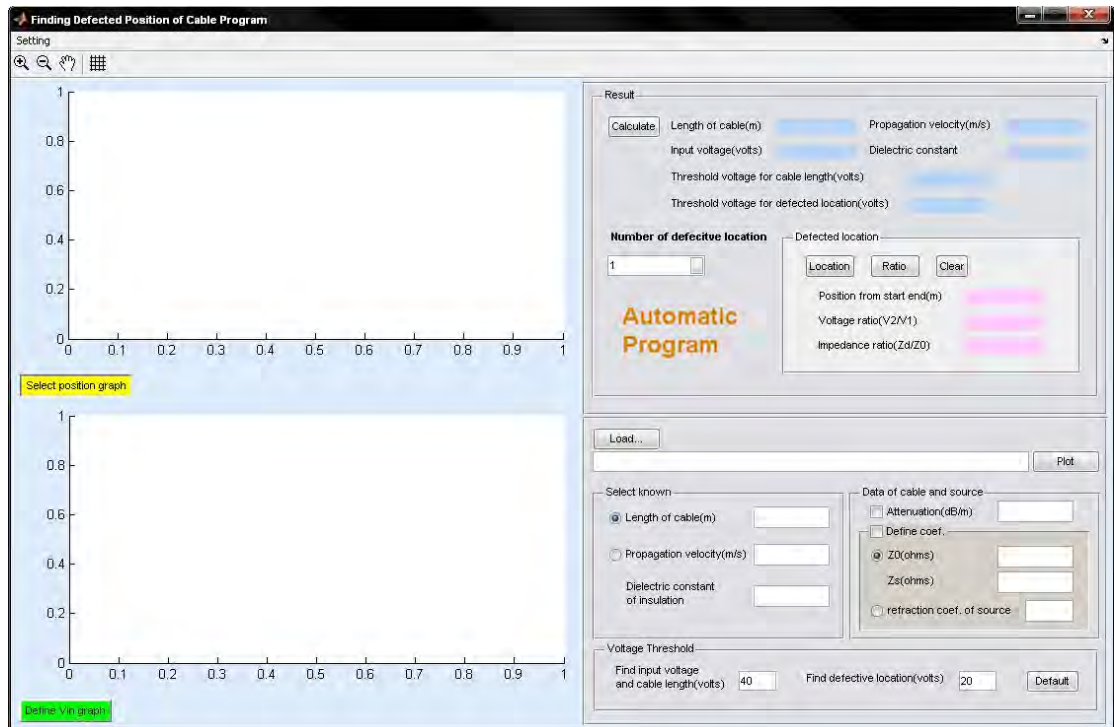 Finding Defected Position of Cable Program
Setting
1
0.8
0.6
0.4
0.2
0
0 0.1 0.2 0.3 0.4 0.5 0.6 0.7 0.8 0.9 1
Select position graph
1
0.8
0.6
0.4
0.2
0
0 0.1 0.2 0.3 0.4 0.5 0.6 0.7 0.8 0.9 1
Define Vin graph
Result
Calculate Length of cable(m) Propagation velocity(m/s)
Input voltage(volts) Dielectric constant
Threshold voltage for cable length(volts)
Threshold voltage for defected location(volts)
Number of defecitve location
1
Automatic
Program
Defected location
Location Ratio Clear
Position from start end(m)
Voltage ratio(V2/V1)
Impedance ratio(Zd/Z0)
Load...
Plot
Select known
Length of cable(m)
Propagation velocity(m/s)
Dielectric constant
of insulation
Data of cable and source
Attenuation(dB/m)
Define coef.
Z0(ohms)
Zs(ohms)
refraction coef. of source
Voltage Threshold
Find input voltage
and cable length(volts) 40 Find defective location(volts) 20 Default